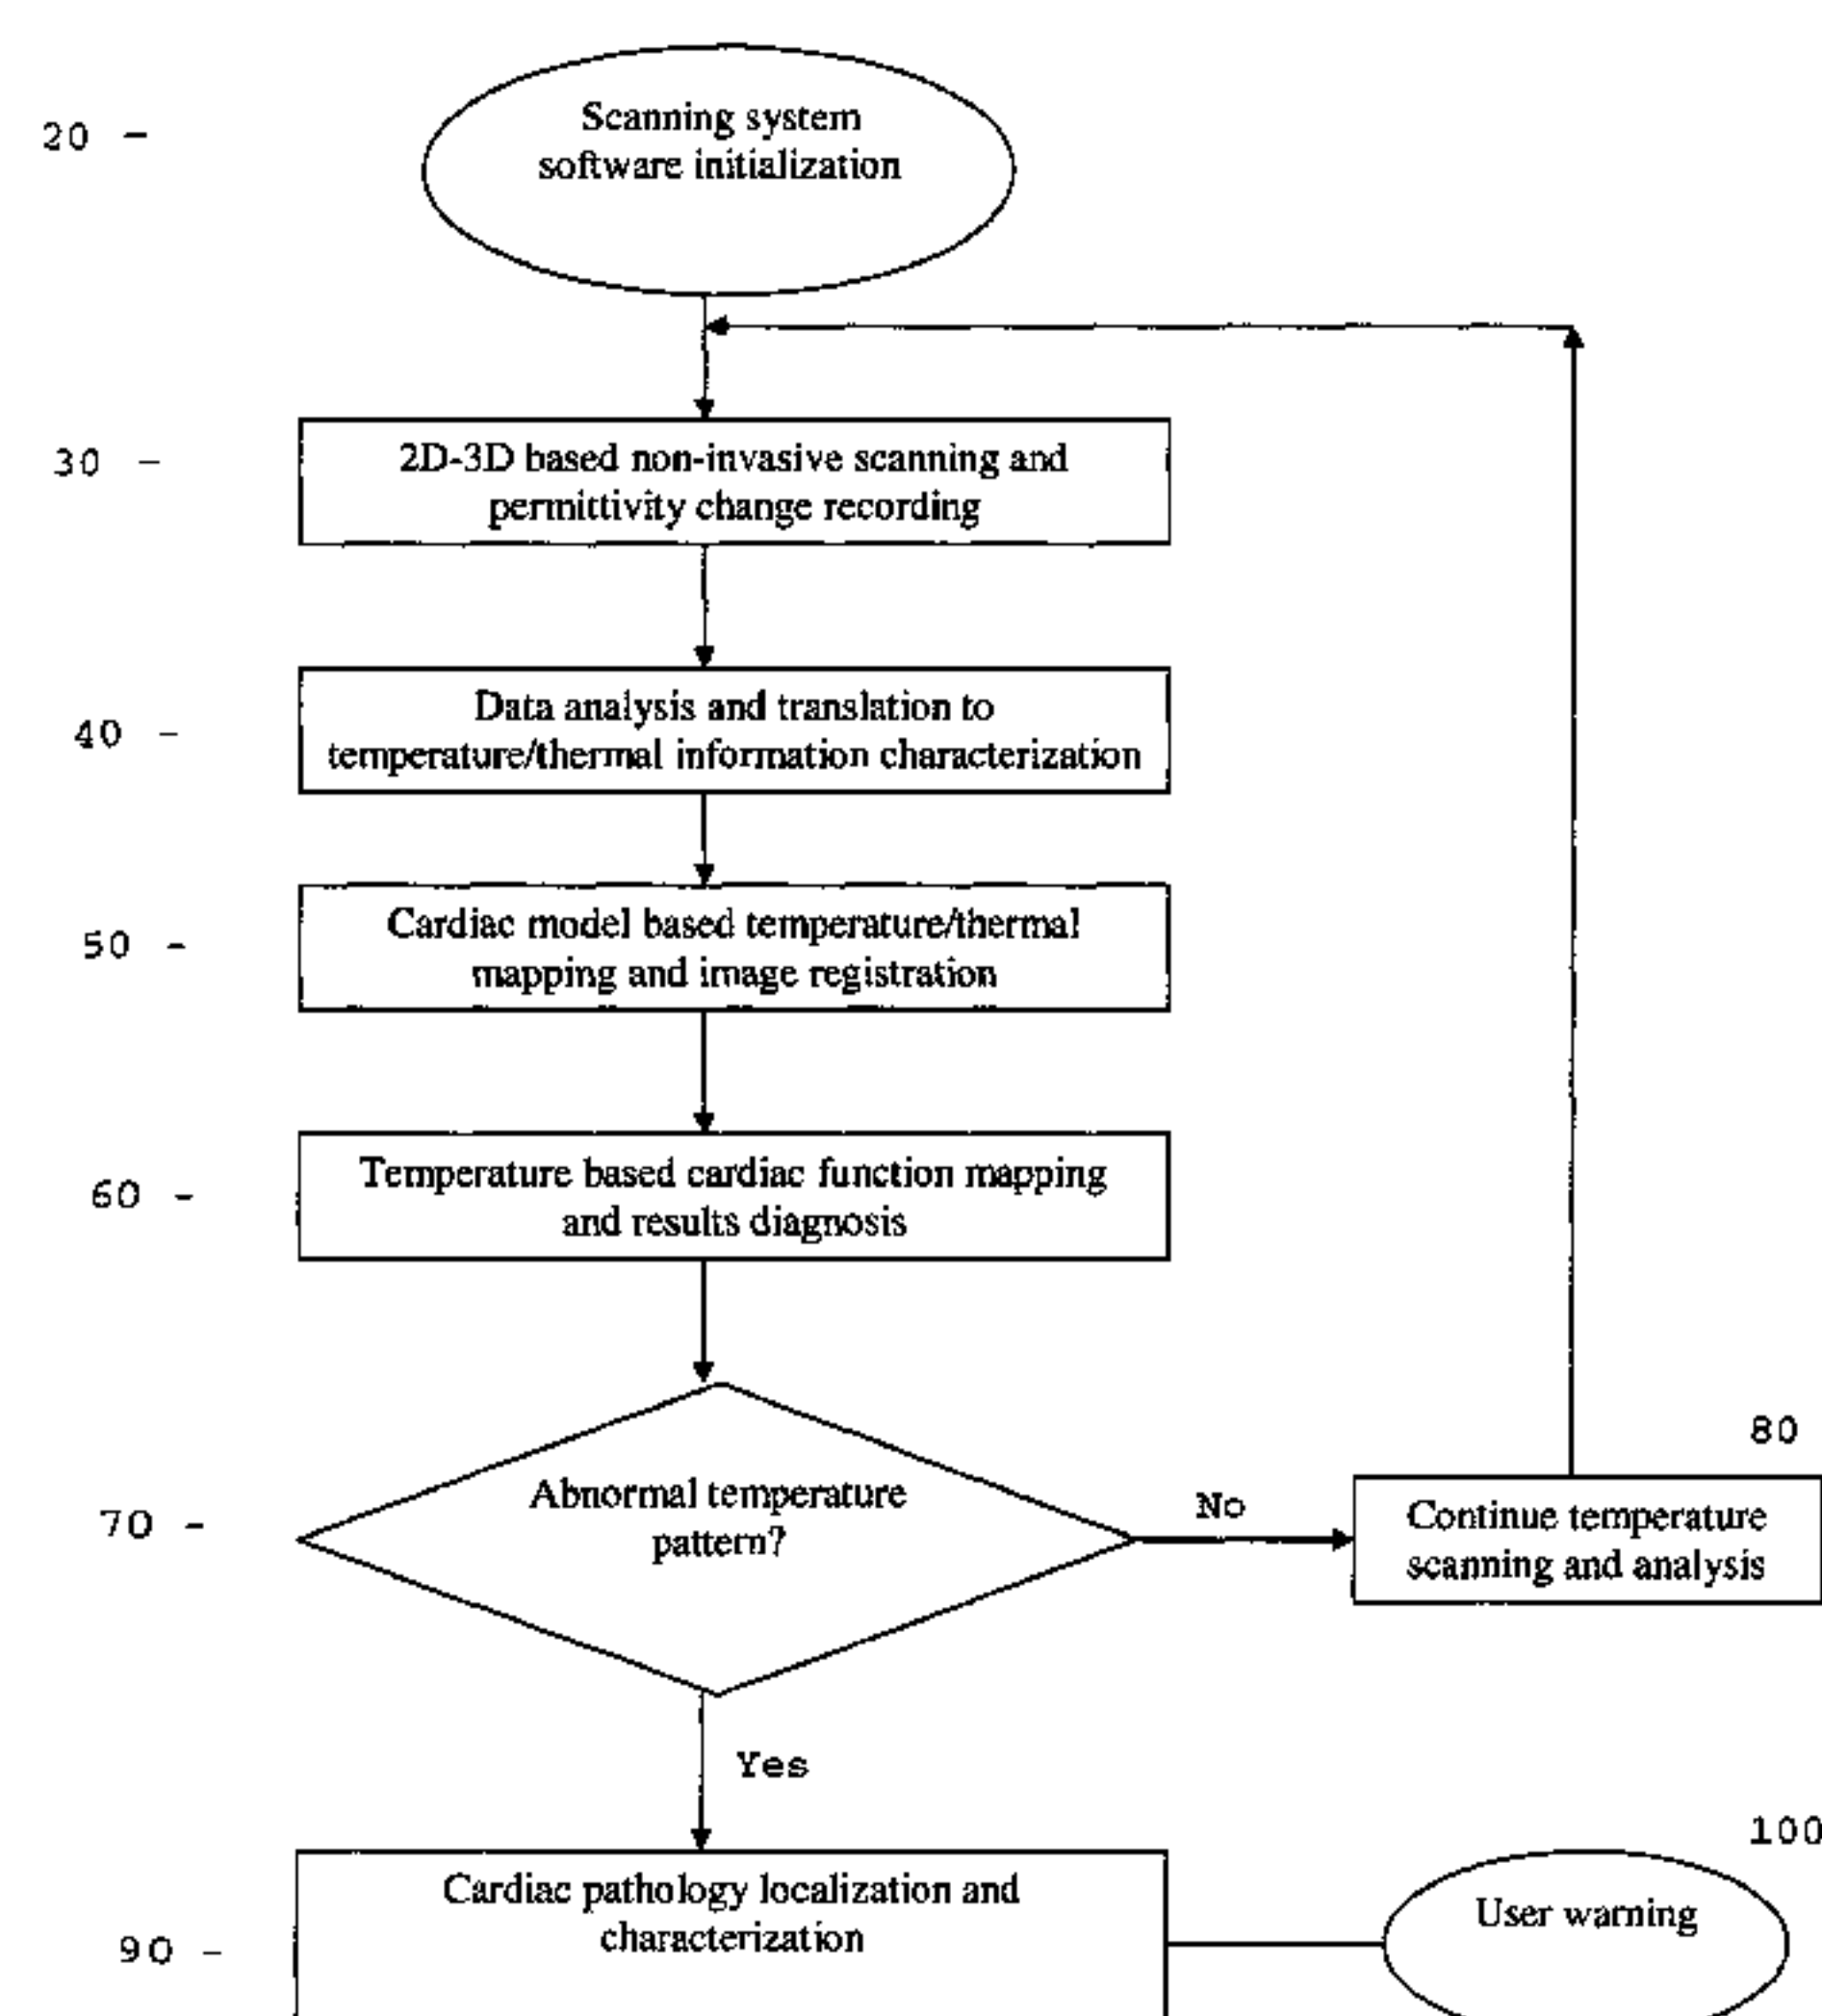 20 -
Scanning system
software initialization
30 -
2D-3D based non-invasive scanning and
permittivity change recording
40 -
Data analysis and translation to
temperature/thermal information characterization
50 -
Cardiac model based temperature/thermal
mapping and image registration
60 -
Temperature based cardiac function mapping
and results diagnosis
80
70 -
Abnormal temperature
pattern?
No
Continue temperature
scanning and analysis
Yes
100
90 -
Cardiac pathology localization and
characterization
User warning